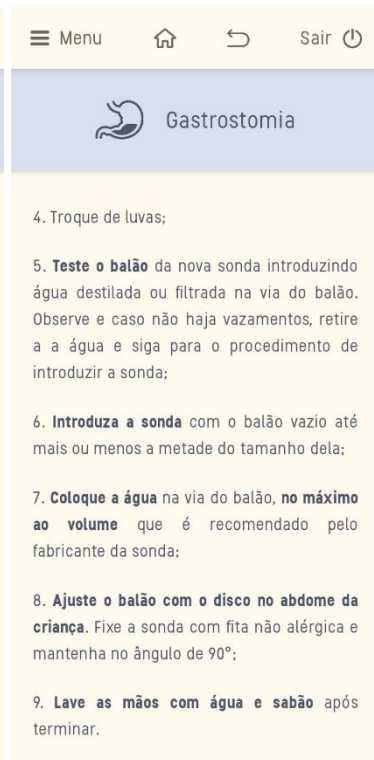 Menu
Sair
Gastrostomia
4. Troque de luvas;
5. Teste o balão da nova sonda introduzindo
água destilada ou filtrada na via do balão.
Observe e caso não haja vazamentos, retire
a a água e siga para o procedimento de
introduzir a sonda;
6. Introduza a sonda com o balão vazio até
mais ou menos a metade do tamanho dela;
7. Coloque a água na via do balão, no máximo
ao volume que é recomendado pelo
fabricante da sonda;
8. Ajuste o balão com o disco no abdome da
criança. Fixe a sonda com fita não alérgica e
mantenha no ângulo de 90°;
9. Lave as mãos com água e sabão após
terminar.